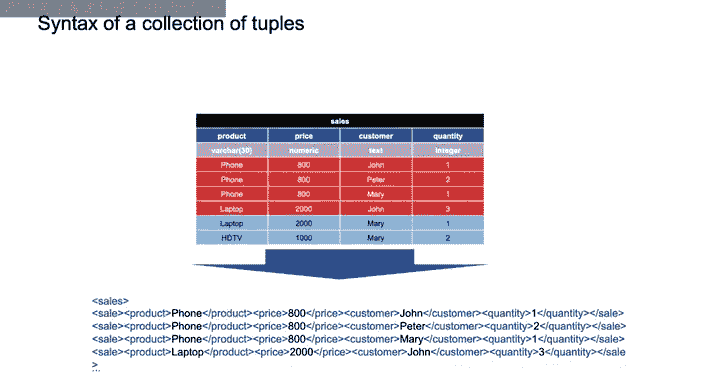 Syntax of a collection of tuples
sales
product price customer quantity
varchar(30) numeric text integer
Phone 800 John 1
Phone 800 Peter 2
Phone 800 Mary 1
Laptop 2000 John 3
Laptop 2000 Mary 1
HDTV 1000 Mary 2
<sales>
<sale><product>Phone</product><price>800</price><customer>John</customer><quantity>1</quantity></sale>
<sale><product>Phone</product><price>800</price><customer>Peter</customer><quantity>2</quantity></sale>
<sale><product>Phone</product><price>800</price><customer>Mary</customer><quantity>1</quantity></sale>
<sale><product>Laptop</product><price>2000</price><customer>John</customer><quantity>3</quantity></sale
>
...